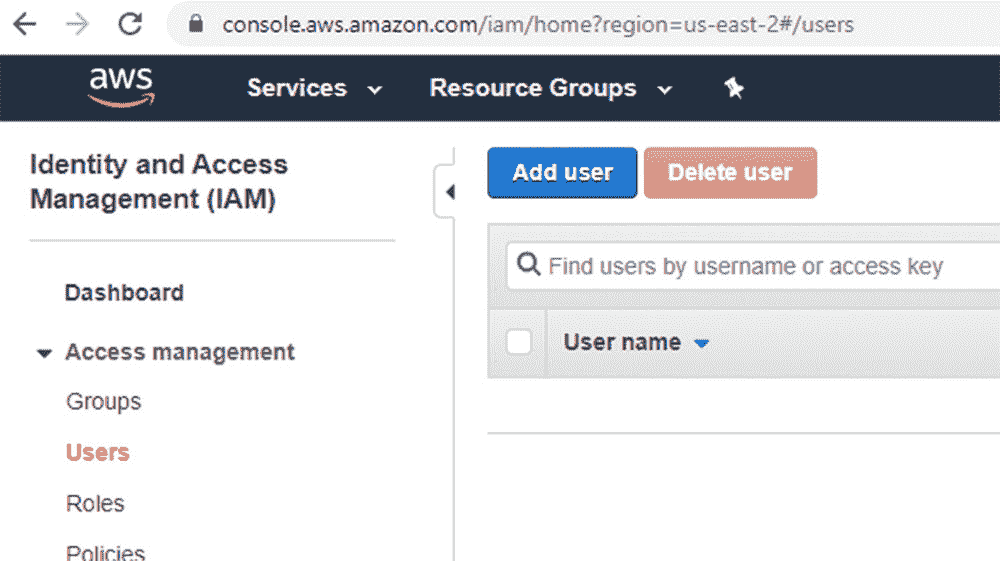 console.aws.amazon.com/iam/home?region=us-east-2#/users
aws
Services
Resource Groups
Identity and Access
Management (IAM)
Add user
Delete user
Find users by username or access key
Dashboard
User name
Access management
Groups
Users
Roles
Policies